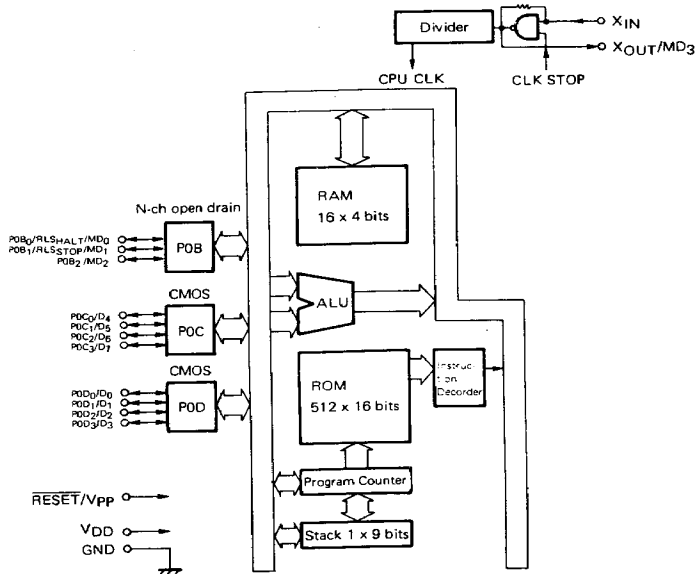 Divider
XIN
XOUT/MD3
CPU CLK
CLK STOP
RAM
16 x 4 bits
N-ch open drain
P0B0/RLSHALT/MD0
P0B1/RLSSTOP/MD1
P0B2/MD2
P0B
ALU
CMOS
P0C0/D4
P0C1/D5
P0C2/D6
P0C3/D7
P0C
CMOS
P0D0/D0
P0D1/D1
P0D2/D2
P0D3/D3
P0D
ROM
512 x 16 bits
Instruc-
tion
Decorder
Program Counter
RESET/VPP
Stack 1 x 9 bits
VDD
GND